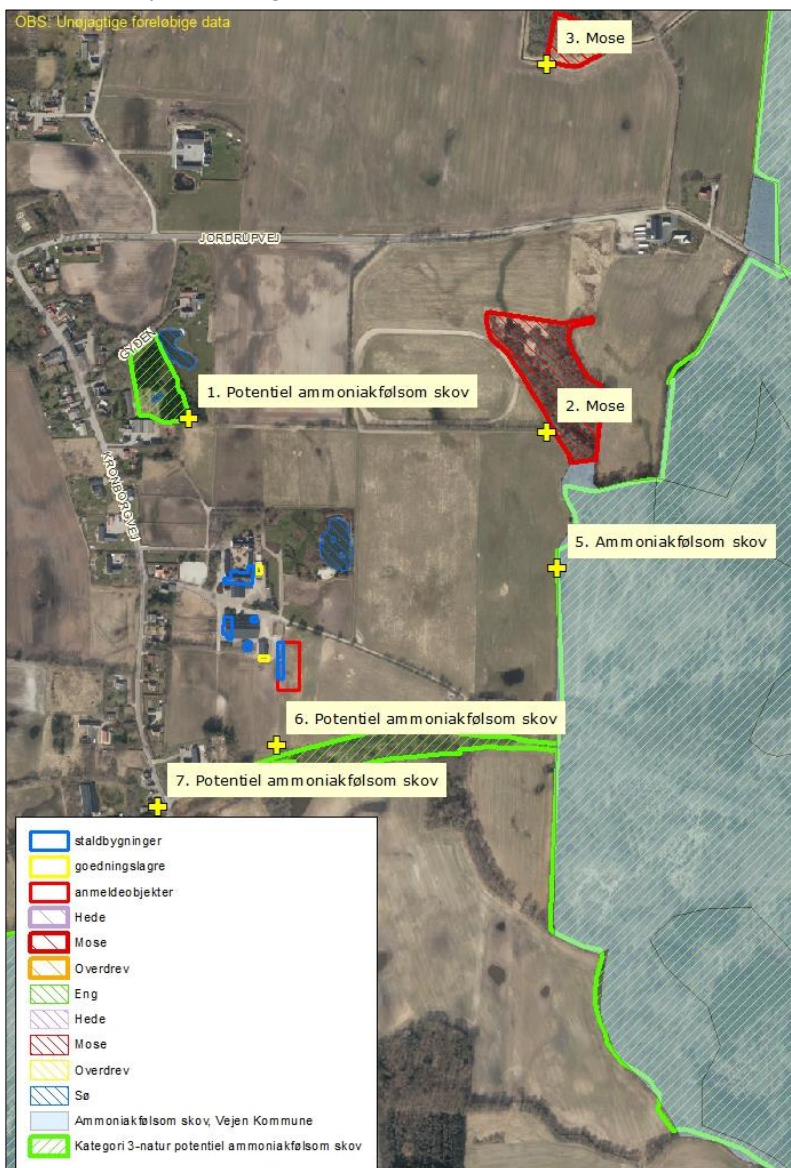 OBS: Unøjagtige foreløbige data
3. Mose
JORDRUPVEJ
GYDEN
1. Potentiel ammoniakfølsom skov
2. Mose
KRONBORGVEJ
5. Ammoniakfølsom skov
6. Potentiel ammoniakfølsom skov
7. Potentiel ammoniakfølsom skov
staldbygninger
goedningslagre
anmeldeobjekter
Hede
Mose
Overdrev
Eng
Hede
Mose
Overdrev
Sø
Ammoniakfølsom skov, Vejen Kommune
Kategori 3-natur potentiel ammoniakfølsom skov